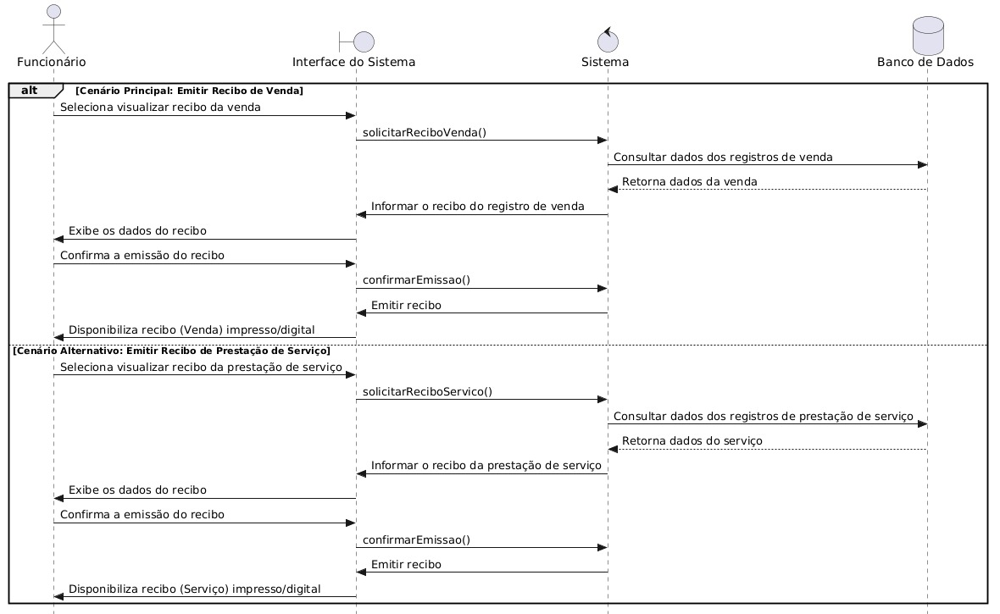 Funcionário
Interface do Sistema
Sistema
Banco de Dados
alt [Cenário Principal: Emitir Recibo de Venda]
Seleciona visualizar recibo da venda
solicitarReciboVenda()
Consultar dados dos registros de venda
Retorna dados da venda
Informar o recibo do registro de venda
Exibe os dados do recibo
Confirma a emissão do recibo
confirmarEmissao()
Emitir recibo
Disponibiliza recibo (Venda) impresso/digital
[Cenário Alternativo: Emitir Recibo de Prestação de Serviço]
Seleciona visualizar recibo da prestação de serviço
solicitarReciboServico()
Consultar dados dos registros de prestação de serviço
Retorna dados do serviço
Informar o recibo da prestação de serviço
Exibe os dados do recibo
Confirma a emissão do recibo
confirmarEmissao()
Emitir recibo
Disponibiliza recibo (Serviço) impresso/digital